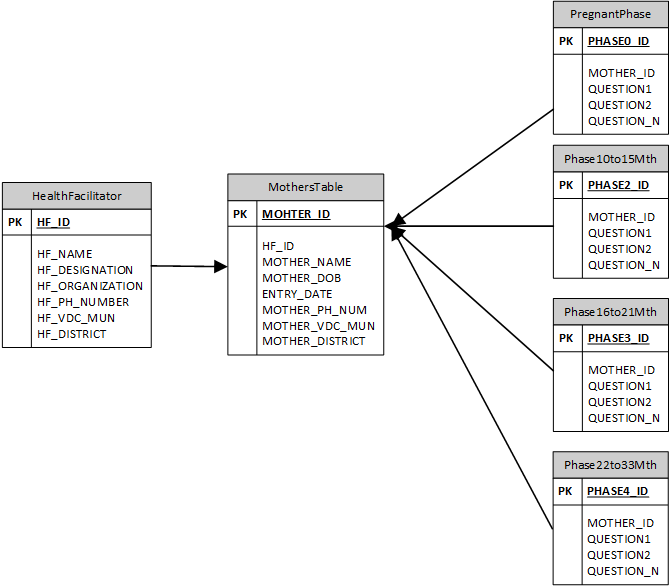 HealthFacilitator
PK HF_ID
HF_NAME
HF_DESIGNATION
HF_ORGANIZATION
HF_PH_NUMBER
HF_VDC_MUN
HF_DISTRICT
MothersTable
PK MOHTER_ID
HF_ID
MOTHER_NAME
MOTHER_DOB
ENTRY_DATE
MOTHER_PH_NUM
MOTHER_VDC_MUN
MOTHER_DISTRICT
PregnantPhase
PK PHASE0_ID
MOTHER_ID
QUESTION1
QUESTION2
QUESTION_N
Phase10to15Mth
PK PHASE2_ID
MOTHER_ID
QUESTION1
QUESTION2
QUESTION_N
Phase16to21Mth
PK PHASE3_ID
MOTHER_ID
QUESTION1
QUESTION2
QUESTION_N
Phase22to33Mth
PK PHASE4_ID
MOTHER_ID
QUESTION1
QUESTION2
QUESTION_N